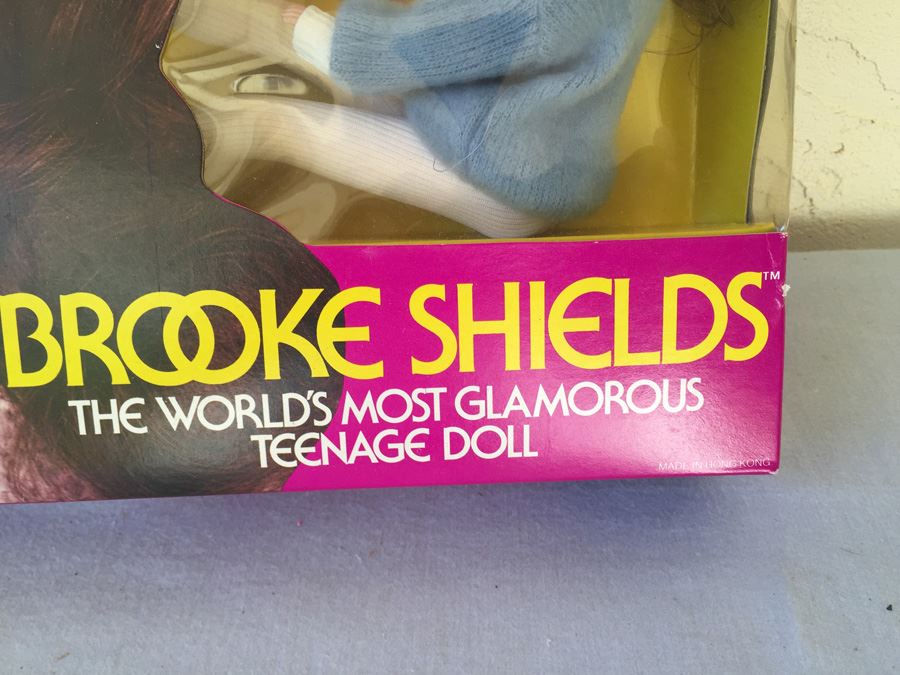 BROOKE SHIELDS™
THE WORLD'S MOST GLAMOROUS
TEENAGE DOLL
MADE IN HONG KONG